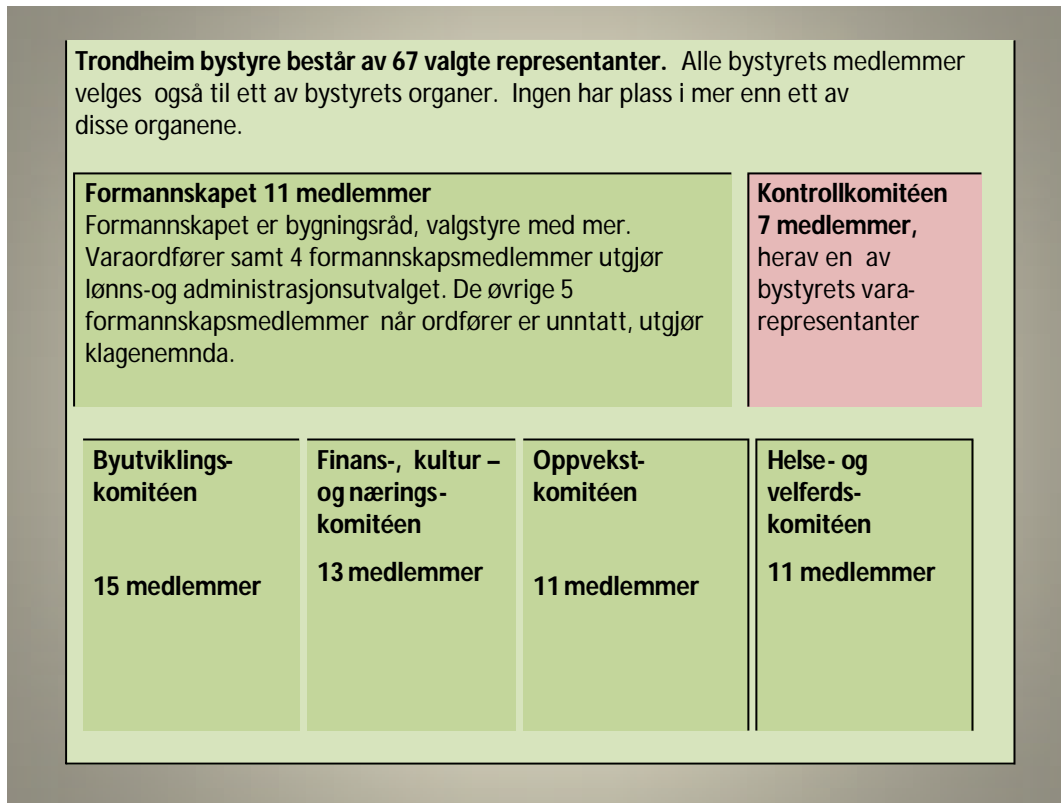 Trondheim bystyre består av 67 valgte representanter. Alle bystyrets medlemmer
velges også til ett av bystyrets organer. Ingen har plass i mer enn ett av
disse organene.
Formannskapet 11 medlemmer
Formannskapet er bygningsråd, valgstyre med mer.
Varaordfører samt 4 formannskapsmedlemmer utgjør
lønns-og administrasjonsutvalget. De øvrige 5
formannskapsmedlemmer når ordfører er unntatt, utgjør
klagenemnda.
Kontrollkomitéen
7 medlemmer,
herav en av
bystyrets vara-
representanter
Byutviklings-
komitéen
15 medlemmer
Finans-, kultur –
og nærings-
komitéen
13 medlemmer
Oppvekst-
komitéen
11 medlemmer
Helse- og
velferds-
komitéen
11 medlemmer